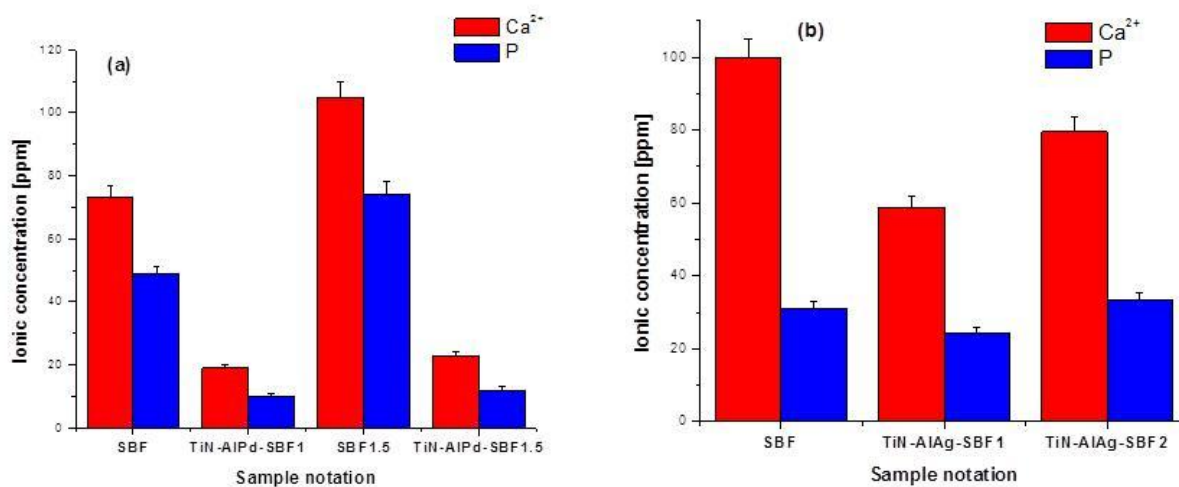 (a)
Ca2+
P
Ionic concentration [ppm]
120
100
80
60
40
20
0
SBF
TiN-AlPd-SBF1
SBF1.5
TiN-AlPd-SBF1.5
Sample notation
(b)
Ca2+
P
Ionic concentration [ppm]
100
80
60
40
20
0
SBF
TiN-AlAg-SBF1
TiN-AlAg-SBF2
Sample notation